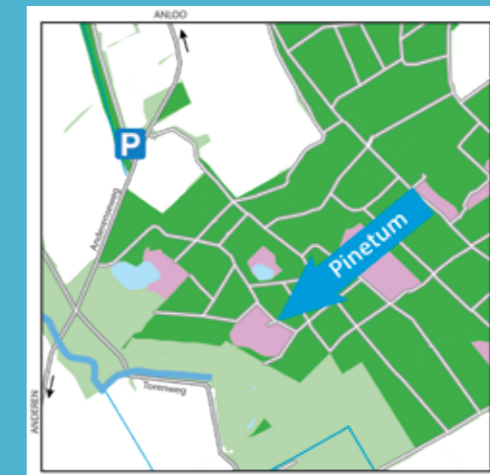 ANLOO
P
Anderenseweg
Pinetum
ANDEREN
Torenweg